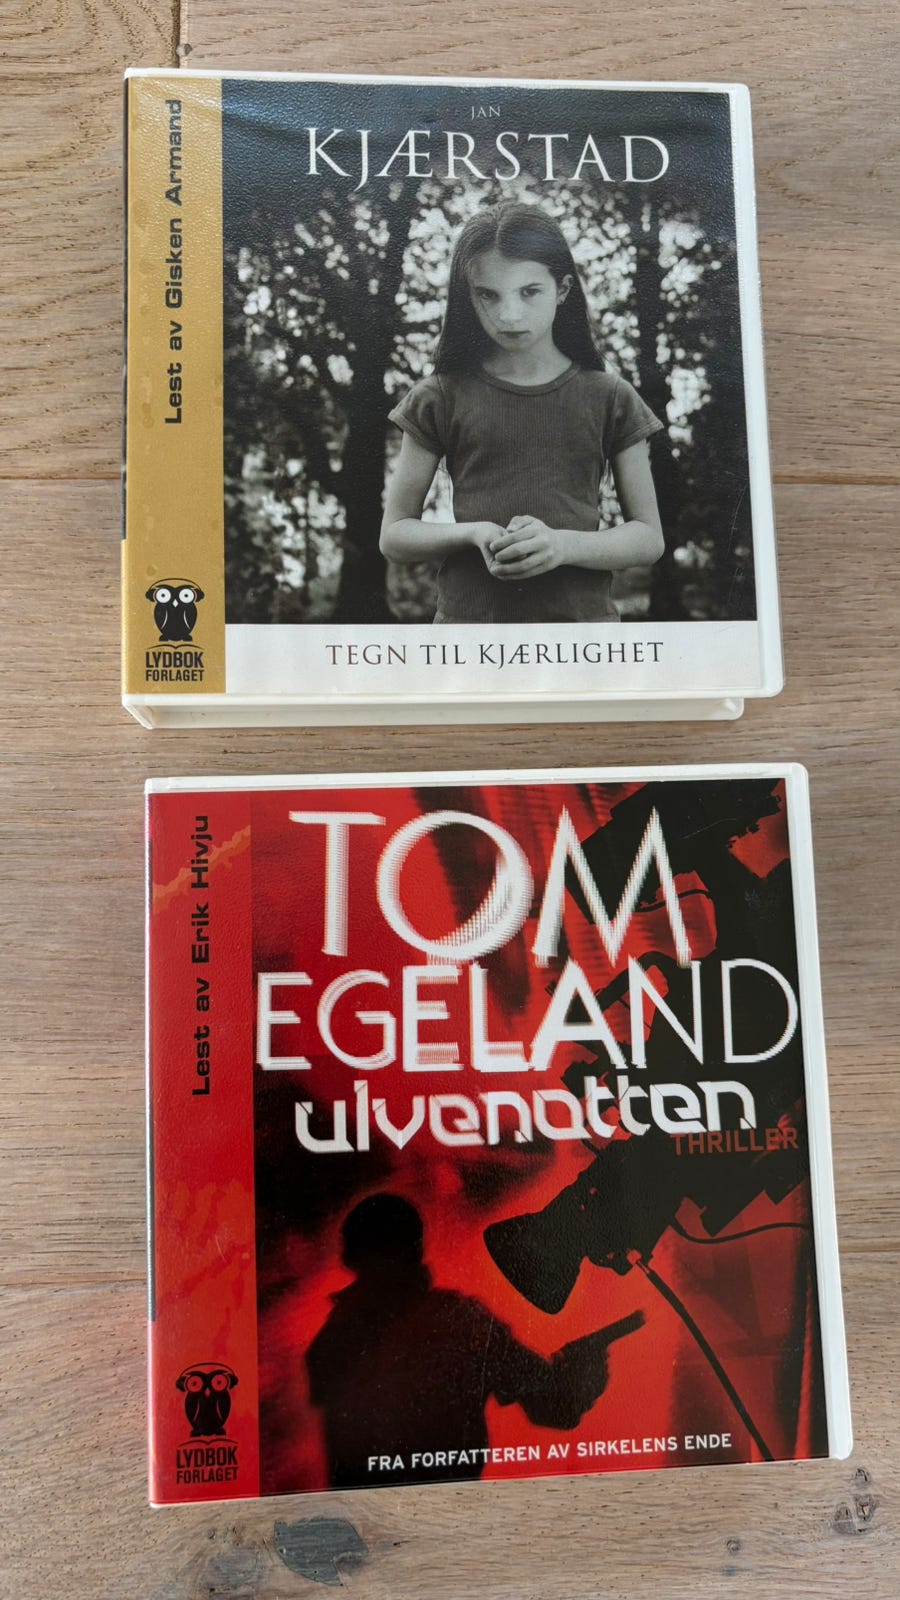 JAN
KJÆRSTAD
Lest av Gisken Armand
LYDBOK
FORLAGET
TEGN TIL KJÆRLIGHET
TOM
EGELAND
ulvenatten
THRILLER
Lest av Erik Hivju
LYDBOK
FORLAGET
FRA FORFATTEREN AV SIRKELENS ENDE